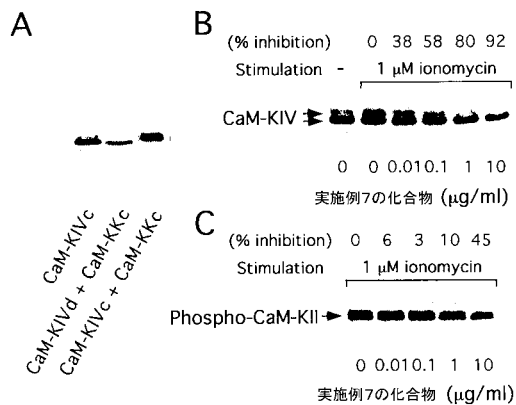 A
CaM-KIVc
CaM-KIVd + CaM-KKc
CaM-KIVc + CaM-KKc
B
(% inhibition) 0 38 58 80 92
Stimulation - 1 μM ionomycin
CaM-KIV
0 0 0.01 0.1 1 10
実施例7の化合物 (μg/ml)
C
(% inhibition) 0 6 3 10 45
Stimulation 1 μM ionomycin
Phospho-CaM-KII
0 0.01 0.1 1 10
実施例7の化合物 (μg/ml)